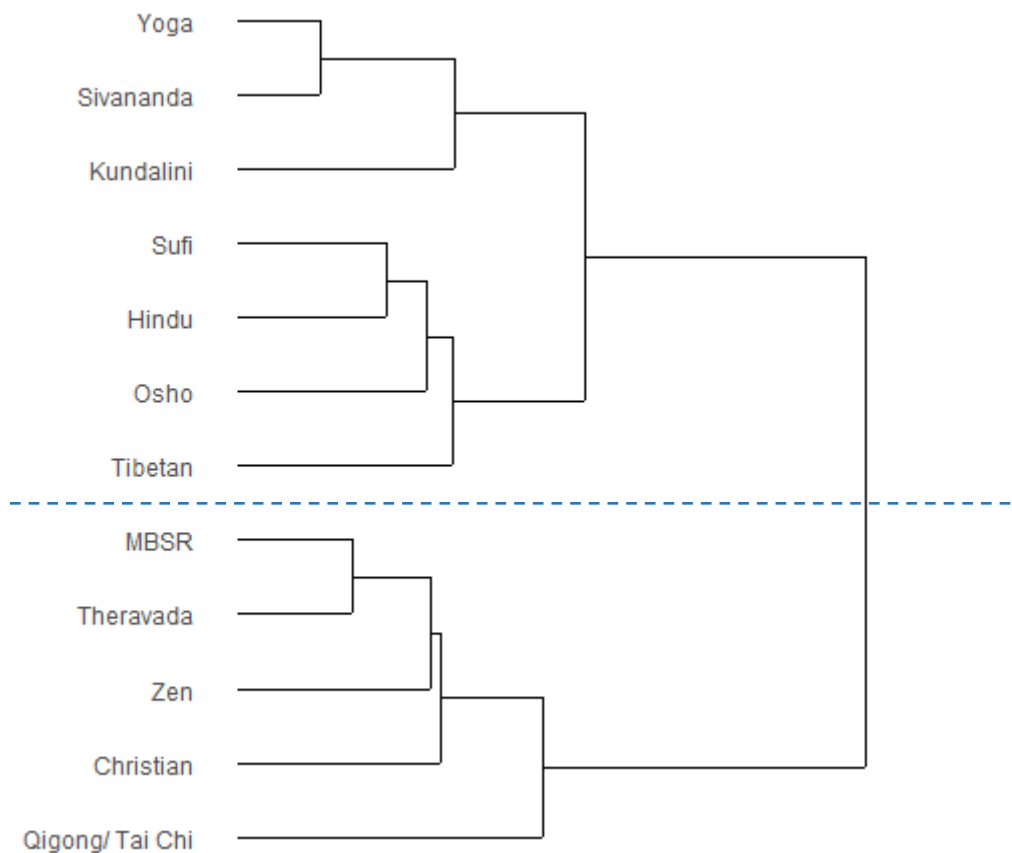 Yoga
Sivananda
Kundalini
Sufi
Hindu
Osho
Tibetan
MBSR
Theravada
Zen
Christian
Qigong/ Tai Chi